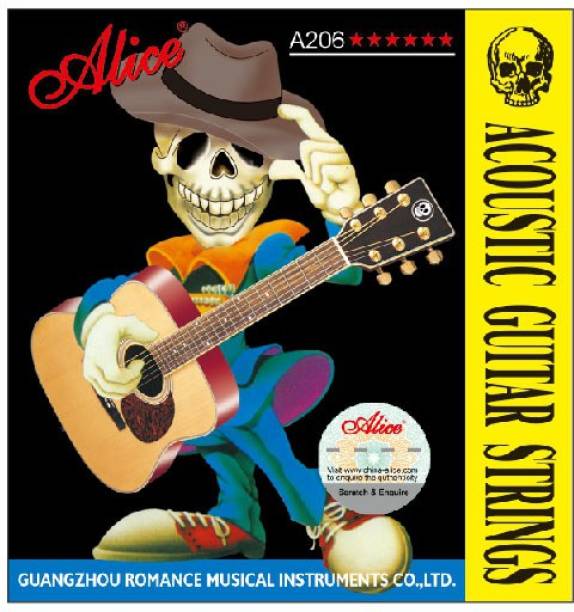 Alice®
A206 ★★★★★★
ACOUSTIC GUITAR STRINGS
Alice®
Visit www.china-alice.com
to enquire the authenticity
Scratch & Enquire
GUANGZHOU ROMANCE MUSICAL INSTRUMENTS CO.,LTD.